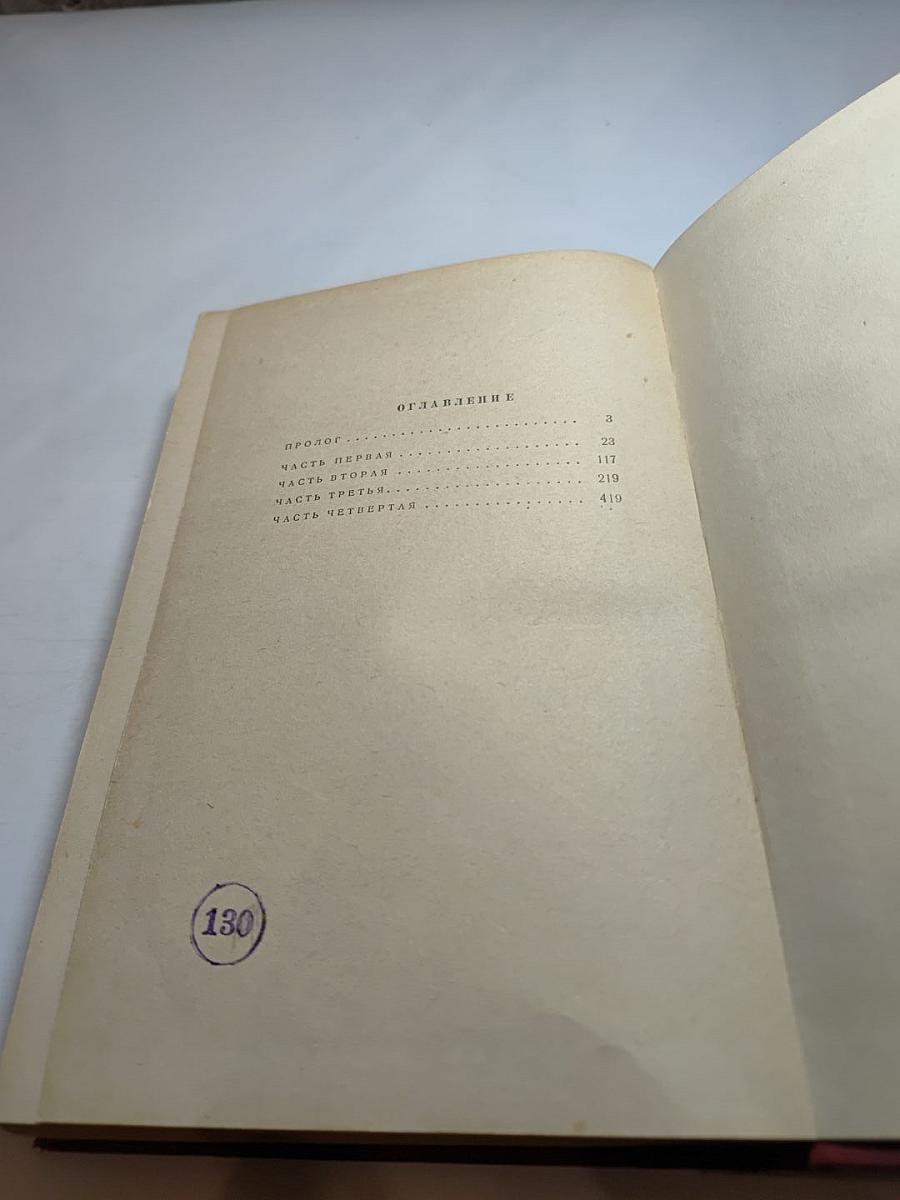 ОГЛАВЛЕНИЕ
ПРОЛОГ . . . . . . . . . . . . . . . . . . . . . . . . . . 3
ЧАСТЬ ПЕРВАЯ . . . . . . . . . . . . . . . . . . . . 23
ЧАСТЬ ВТОРАЯ . . . . . . . . . . . . . . . . . . . . 117
ЧАСТЬ ТРЕТЬЯ . . . . . . . . . . . . . . . . . . . . . 219
ЧАСТЬ ЧЕТВЕРТАЯ . . . . . . . . . . . . . . . . . 419
130